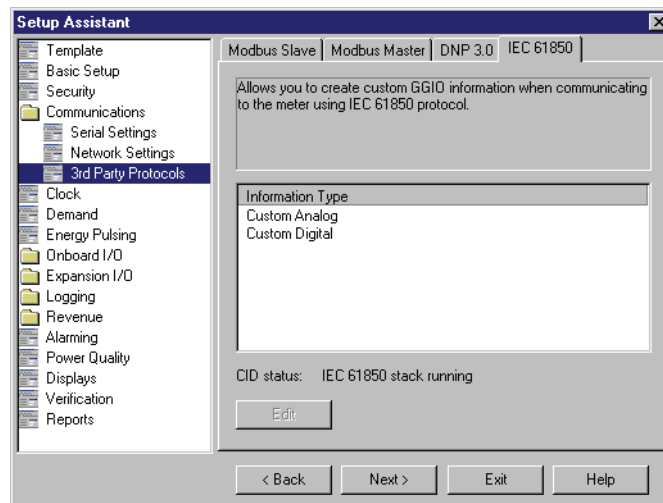 Setup Assistant
Template
Basic Setup
Security
Communications
Serial Settings
Network Settings
3rd Party Protocols
Clock
Demand
Energy Pulsing
Onboard I/O
Expansion I/O
Logging
Revenue
Alarming
Power Quality
Displays
Verification
Reports
Modbus Slave Modbus Master DNP 3.0 IEC 61850
Allows you to create custom GGIO information when communicating
to the meter using IEC 61850 protocol.
Information Type
Custom Analog
Custom Digital
CID status: IEC 61850 stack running
Edit
< Back Next > Exit Help